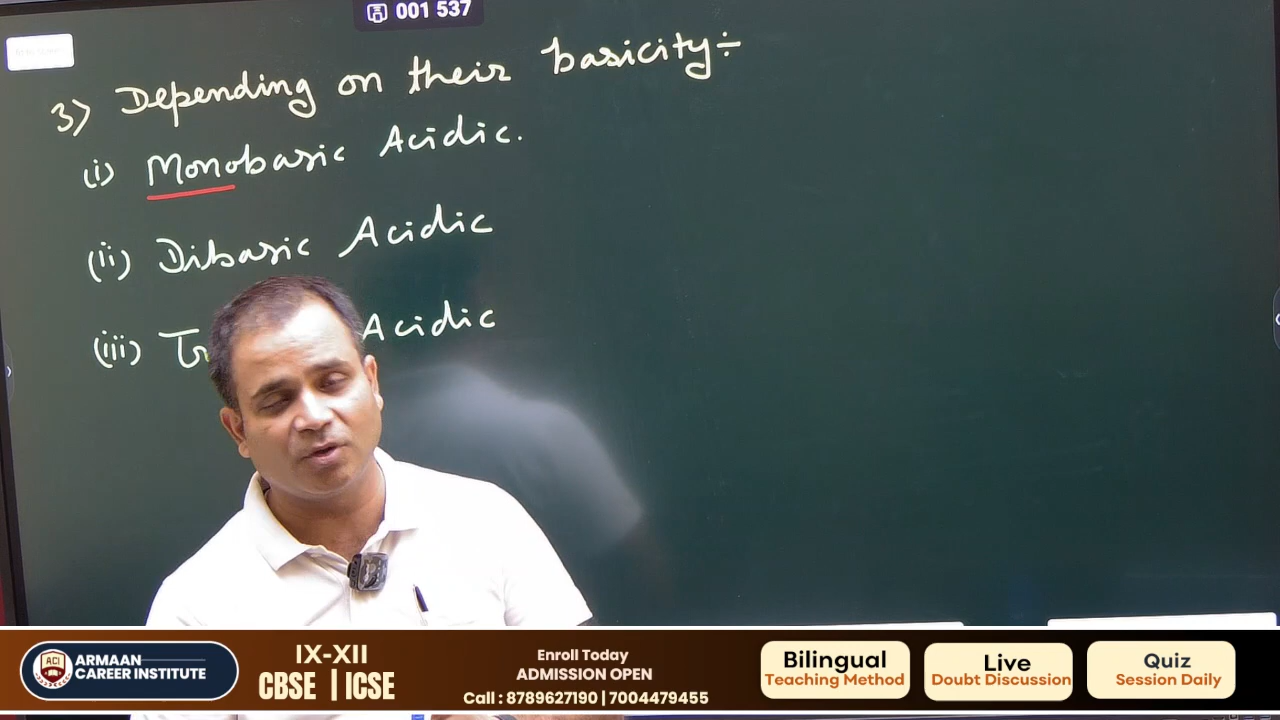 001 537
3) Depending on their basicity÷
(i) Monobasic Acidic.
(ii) Dibasic Acidic
(iii) Acidic
ACI
ARMAAN
CAREER INSTITUTE
IX-XII
CBSE | ICSE
Enroll Today
ADMISSION OPEN
Call : 8789627190 | 7004479455
Bilingual
Teaching Method
Live
Doubt Discussion
Quiz
Session Daily